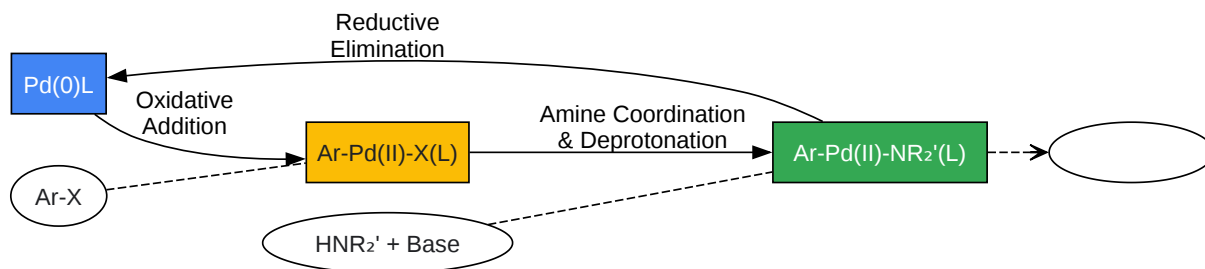 Reductive
Elimination
Pd(0)L
Oxidative
Addition
Amine Coordination
& Deprotonation
Ar-Pd(II)-X(L)
Ar-Pd(II)-NR₂'(L)
Ar-X
HNR₂' + Base